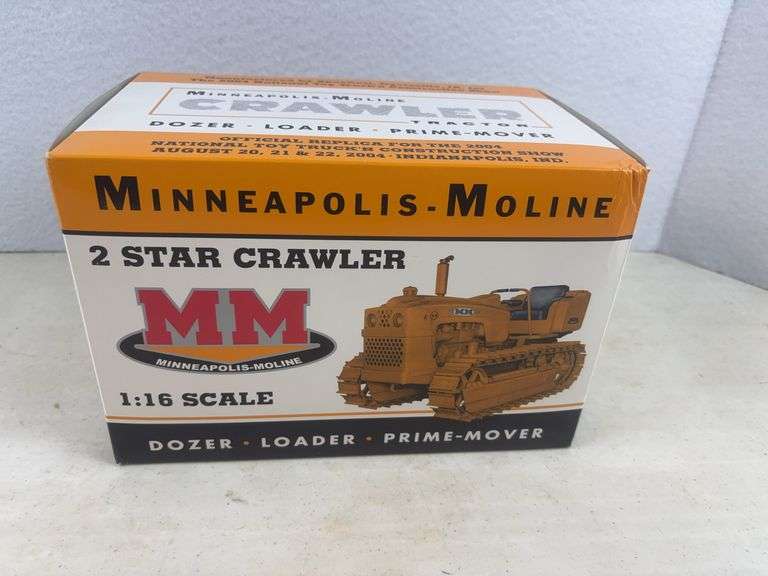 MINNEAPOLIS-MOLINE
CRAWLER
TRACTION
DOZER · LOADER · PRIME-MOVER
OFFICIAL REPLICA FOR THE 2004
NATIONAL TOY TRUCK'N CONSTRUCTION SHOW
AUGUST 20, 21 & 22, 2004 · INDIANAPOLIS, IND.
MINNEAPOLIS-MOLINE
2 STAR CRAWLER
MM
MINNEAPOLIS-MOLINE
MM
1:16 SCALE
DOZER · LOADER · PRIME-MOVER